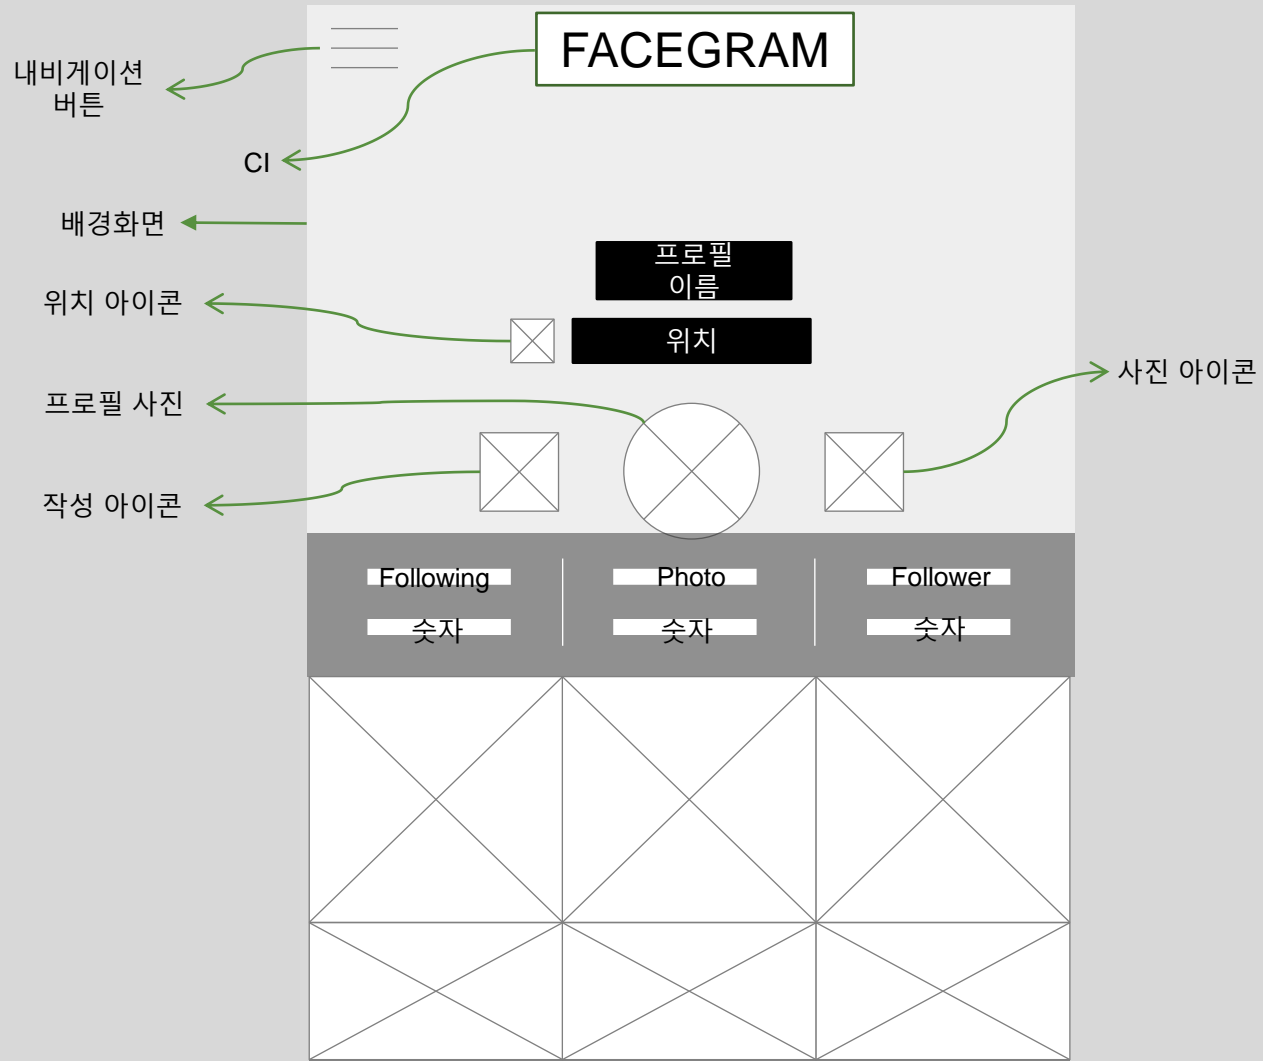 FACEGRAM
내비게이션
버튼
CI
배경화면
프로필
이름
위치 아이콘
위치
사진 아이콘
프로필 사진
작성 아이콘
Following
Photo
Follower
숫자
숫자
숫자